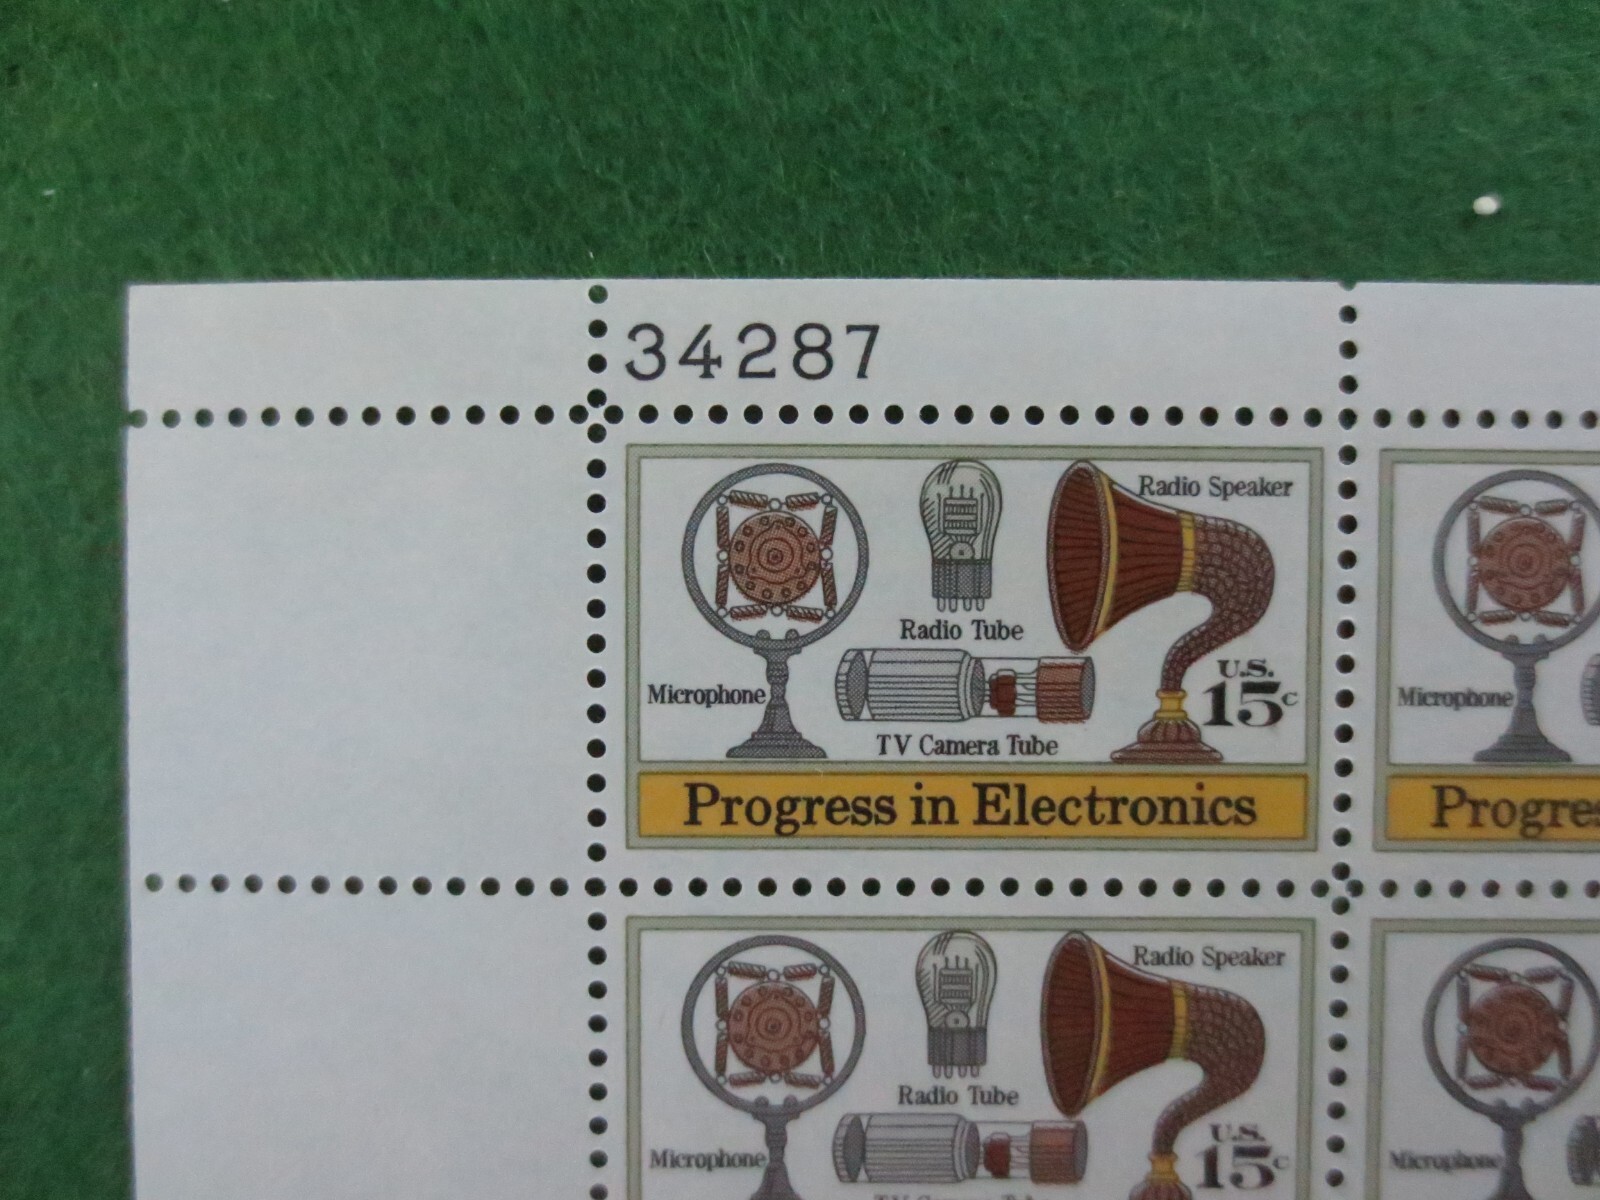 34287
Radio Speaker
Radio Tube
Microphone
U.S.
15c
TV Camera Tube
Progress in Electronics
Microphone
Progres
Radio Speaker
Radio Tube
Microphone
U.S.
15c
Microphone